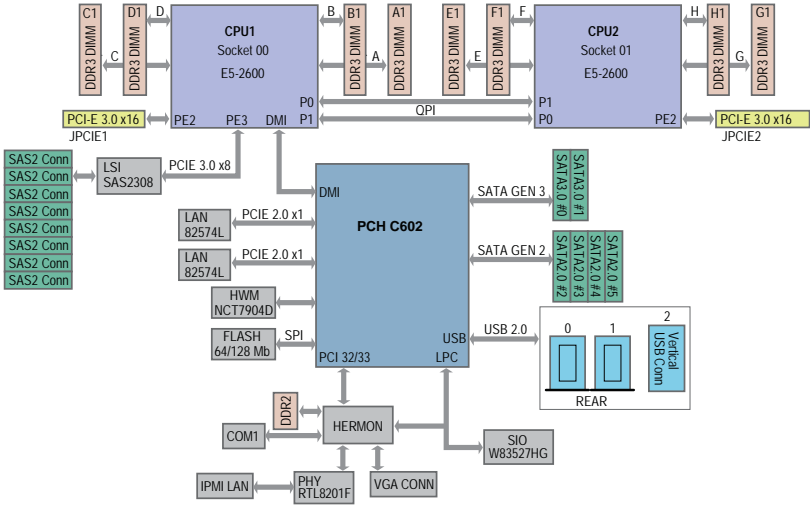 C1
D1
D
CPU1
Socket 00
E5-2600
B
B1
A1
E1
F1
F
CPU2
Socket 01
E5-2600
H
H1
G1
DDR3 DIMM
C
DDR3 DIMM
DDR3 DIMM
A
DDR3 DIMM
DDR3 DIMM
E
DDR3 DIMM
DDR3 DIMM
G
DDR3 DIMM
P0
P1
QPI
P1
P0
PCI-E 3.0 x16
JPCIE1
PE2
PE3
DMI
PE2
PCI-E 3.0 x16
JPCIE2
SAS2 Conn
SAS2 Conn
SAS2 Conn
SAS2 Conn
SAS2 Conn
SAS2 Conn
SAS2 Conn
SAS2 Conn
LSI
SAS2308
PCIE 3.0 x8
DMI
PCH C602
LAN
82574L
PCIE 2.0 x1
LAN
82574L
PCIE 2.0 x1
HWM
NCT7904D
FLASH
64/128 Mb
SPI
SATA GEN 3
SATA3.0 #0
SATA3.0 #1
SATA GEN 2
SATA2.0 #2
SATA2.0 #3
SATA2.0 #4
SATA2.0 #5
USB
USB 2.0
0
1
2
Vertical
USB Conn
REAR
PCI 32/33
LPC
DDR2
HERMON
COM1
SIO
W83527HG
IPMI LAN
PHY
RTL8201F
VGA CONN